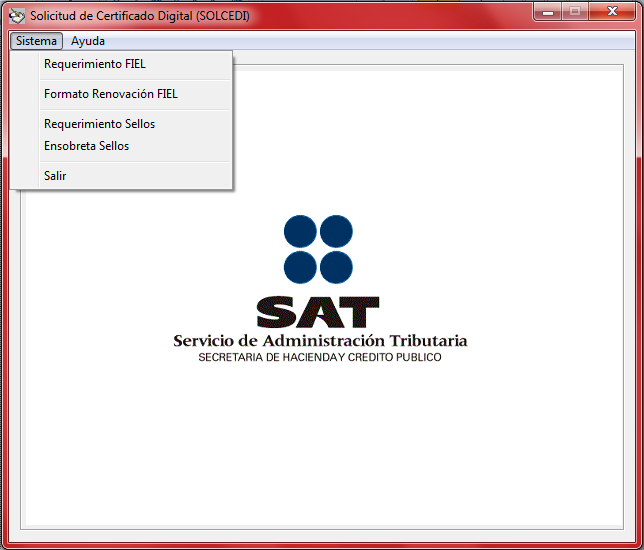 Solicitud de Certificado Digital (SOLCEDI)
Sistema Ayuda
Requerimiento FIEL
Formato Renovación FIEL
Requerimiento Sellos
Ensobreta Sellos
Salir
SAT
Servicio de Administración Tributaria
SECRETARIA DE HACIENDA Y CREDITO PUBLICO